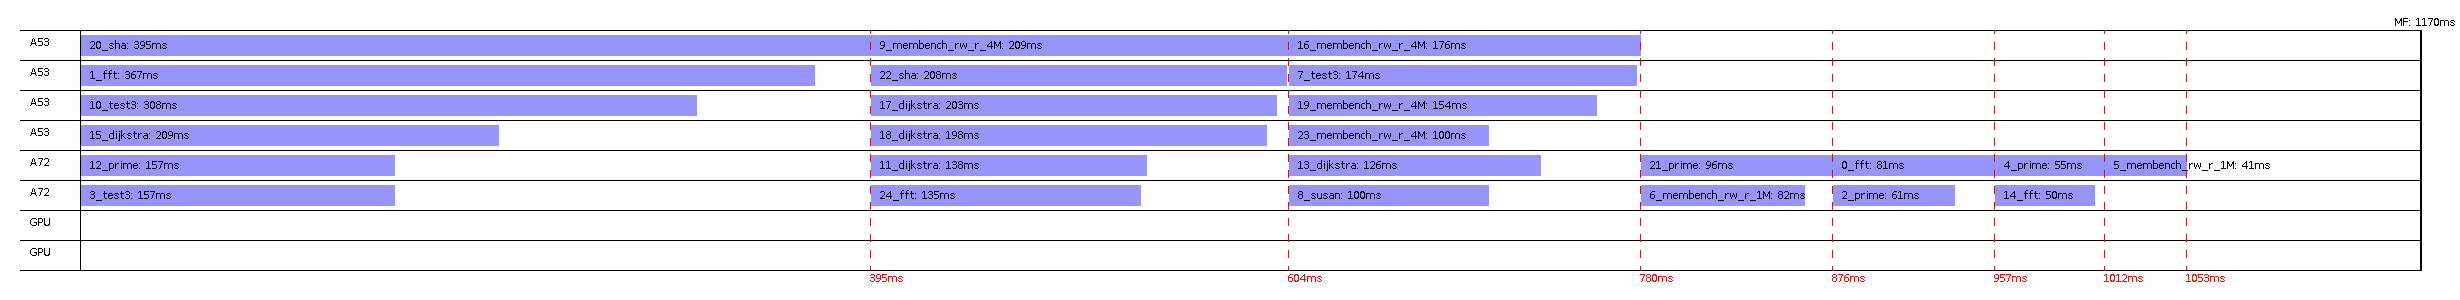 MF: 1170ms
A53 20_sha: 395ms 9_membench_rw_r_4M: 209ms 16_membench_rw_r_4M: 176ms
A53 1_fft: 367ms 22_sha: 208ms 7_test3: 174ms
A53 10_test3: 308ms 17_dijkstra: 203ms 19_membench_rw_r_4M: 154ms
A53 15_dijkstra: 209ms 18_dijkstra: 198ms 23_membench_rw_r_4M: 100ms
A72 12_prime: 157ms 11_dijkstra: 138ms 13_dijkstra: 126ms 21_prime: 96ms 0_fft: 81ms 4_prime: 55ms 5_membench_rw_r_1M: 41ms
A72 3_test3: 157ms 24_fft: 135ms 8_susan: 100ms 6_membench_rw_r_1M: 82ms 2_prime: 61ms 14_fft: 50ms
GPU
GPU
395ms 604ms 780ms 876ms 957ms 1012ms 1053ms